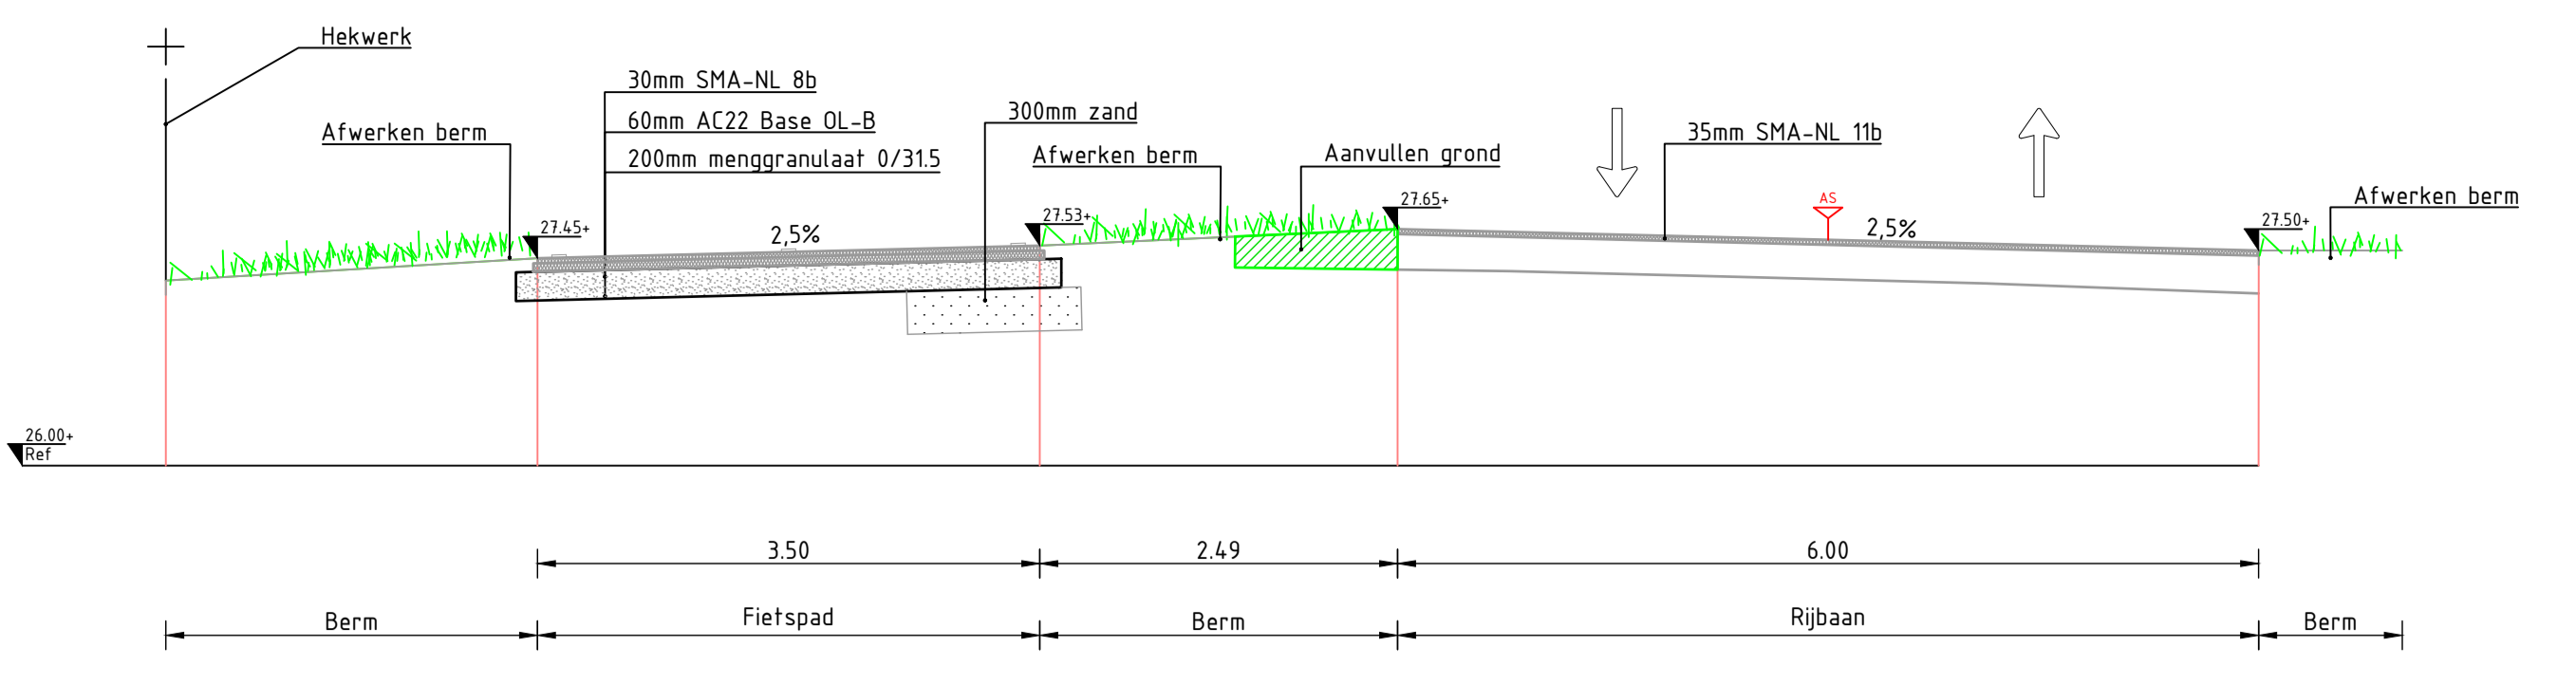 Hekwerk
30mm SMA-NL 8b
60mm AC22 Base OL-B
200mm menggranulaat 0/31.5
300mm zand
Afwerken berm
Afwerken berm
Aanvullen grond
35mm SMA-NL 11b
Afwerken berm
27.45+
2,5%
27.53+
27.65+
AS
2,5%
27.50+
26.00+
Ref
3.50
2.49
6.00
Berm
Fietspad
Berm
Rijbaan
Berm